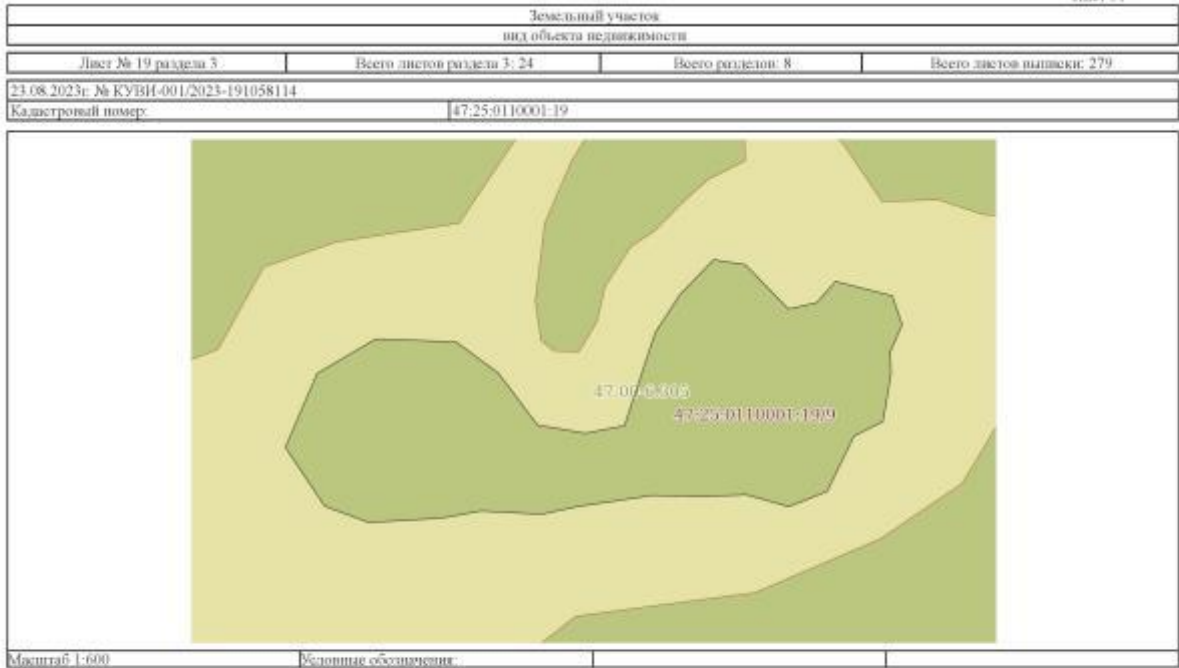 Земельный участок
вид объекта недвижимости
Лист № 19 раздела 3 Всего листов раздела 3: 24 Всего разделов: 8 Всего листов выписки: 279
23.08.2023г. № КУВИ-001/2023-191058114
Кадастровый номер: 47:25:0110001:19
47:00-6.305
47:25:0110001:19/9
Масштаб 1:600 Условные обозначения: